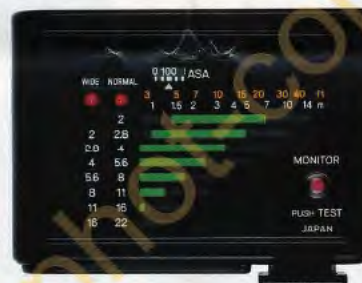 0 100 1 ASA
WIDE NORMAL
3 5 7 10 15 20 30 40 ft
1 1.5 2 3 4 5 7 10 14 m
2
2 2.8
2.8 4
4 5.6
5.6 8
8 11
11 16
16 22
MONITOR
PUSH TEST
JAPAN